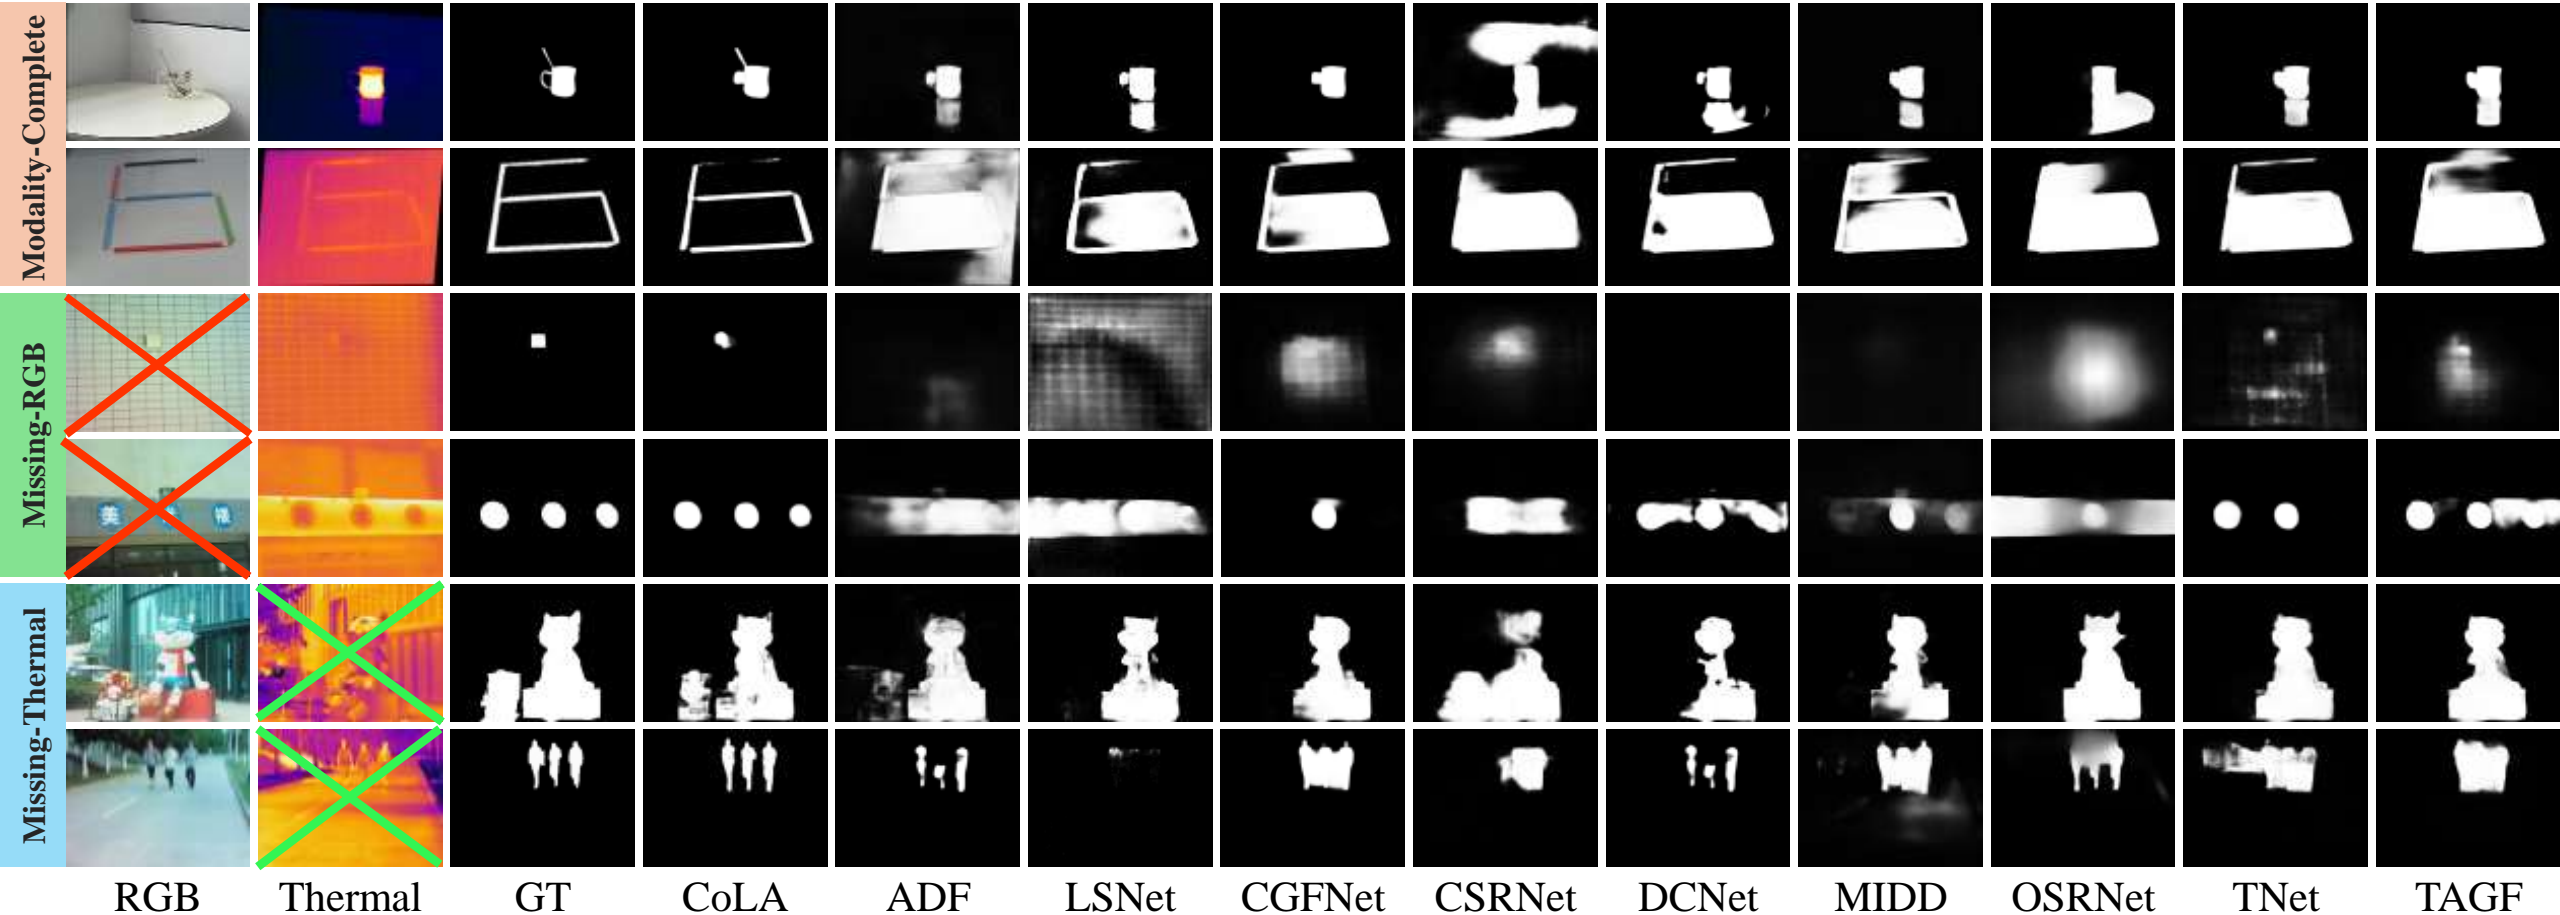 Modality-Complete
Missing-RGB
美
Missing-Thermal
RGB Thermal GT CoLA ADF LSNet CGFNet CSRNet DCNet MIDD OSRNet TNet TAGF